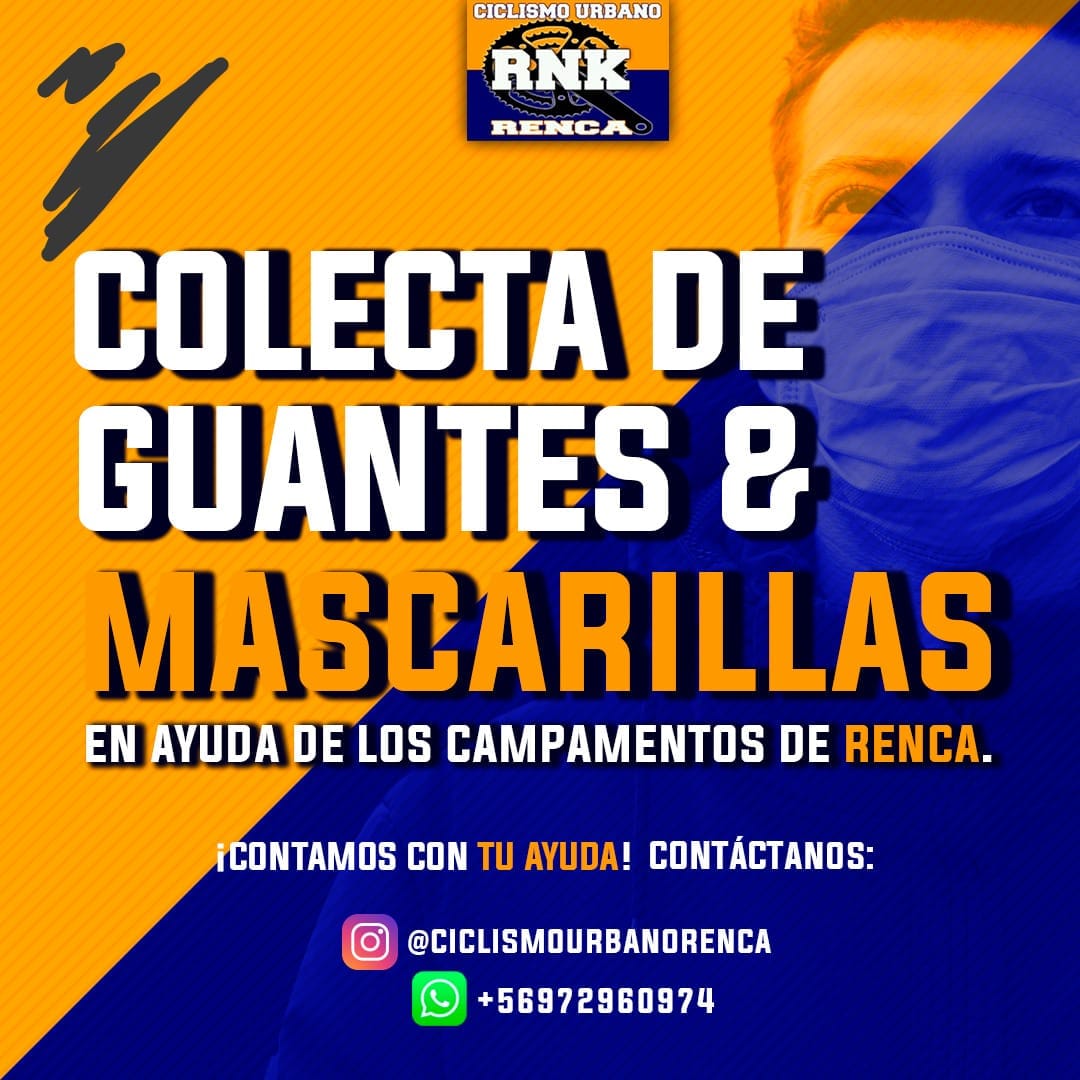 CICLISMO URBANO
RNK
RENCA
COLECTA DE
GUANTES &
MASCARILLAS
EN AYUDA DE LOS CAMPAMENTOS DE RENCA.
¡CONTAMOS CON TU AYUDA! CONTÁCTANOS:
@CICLISMOURBANORENCA
+56972960974